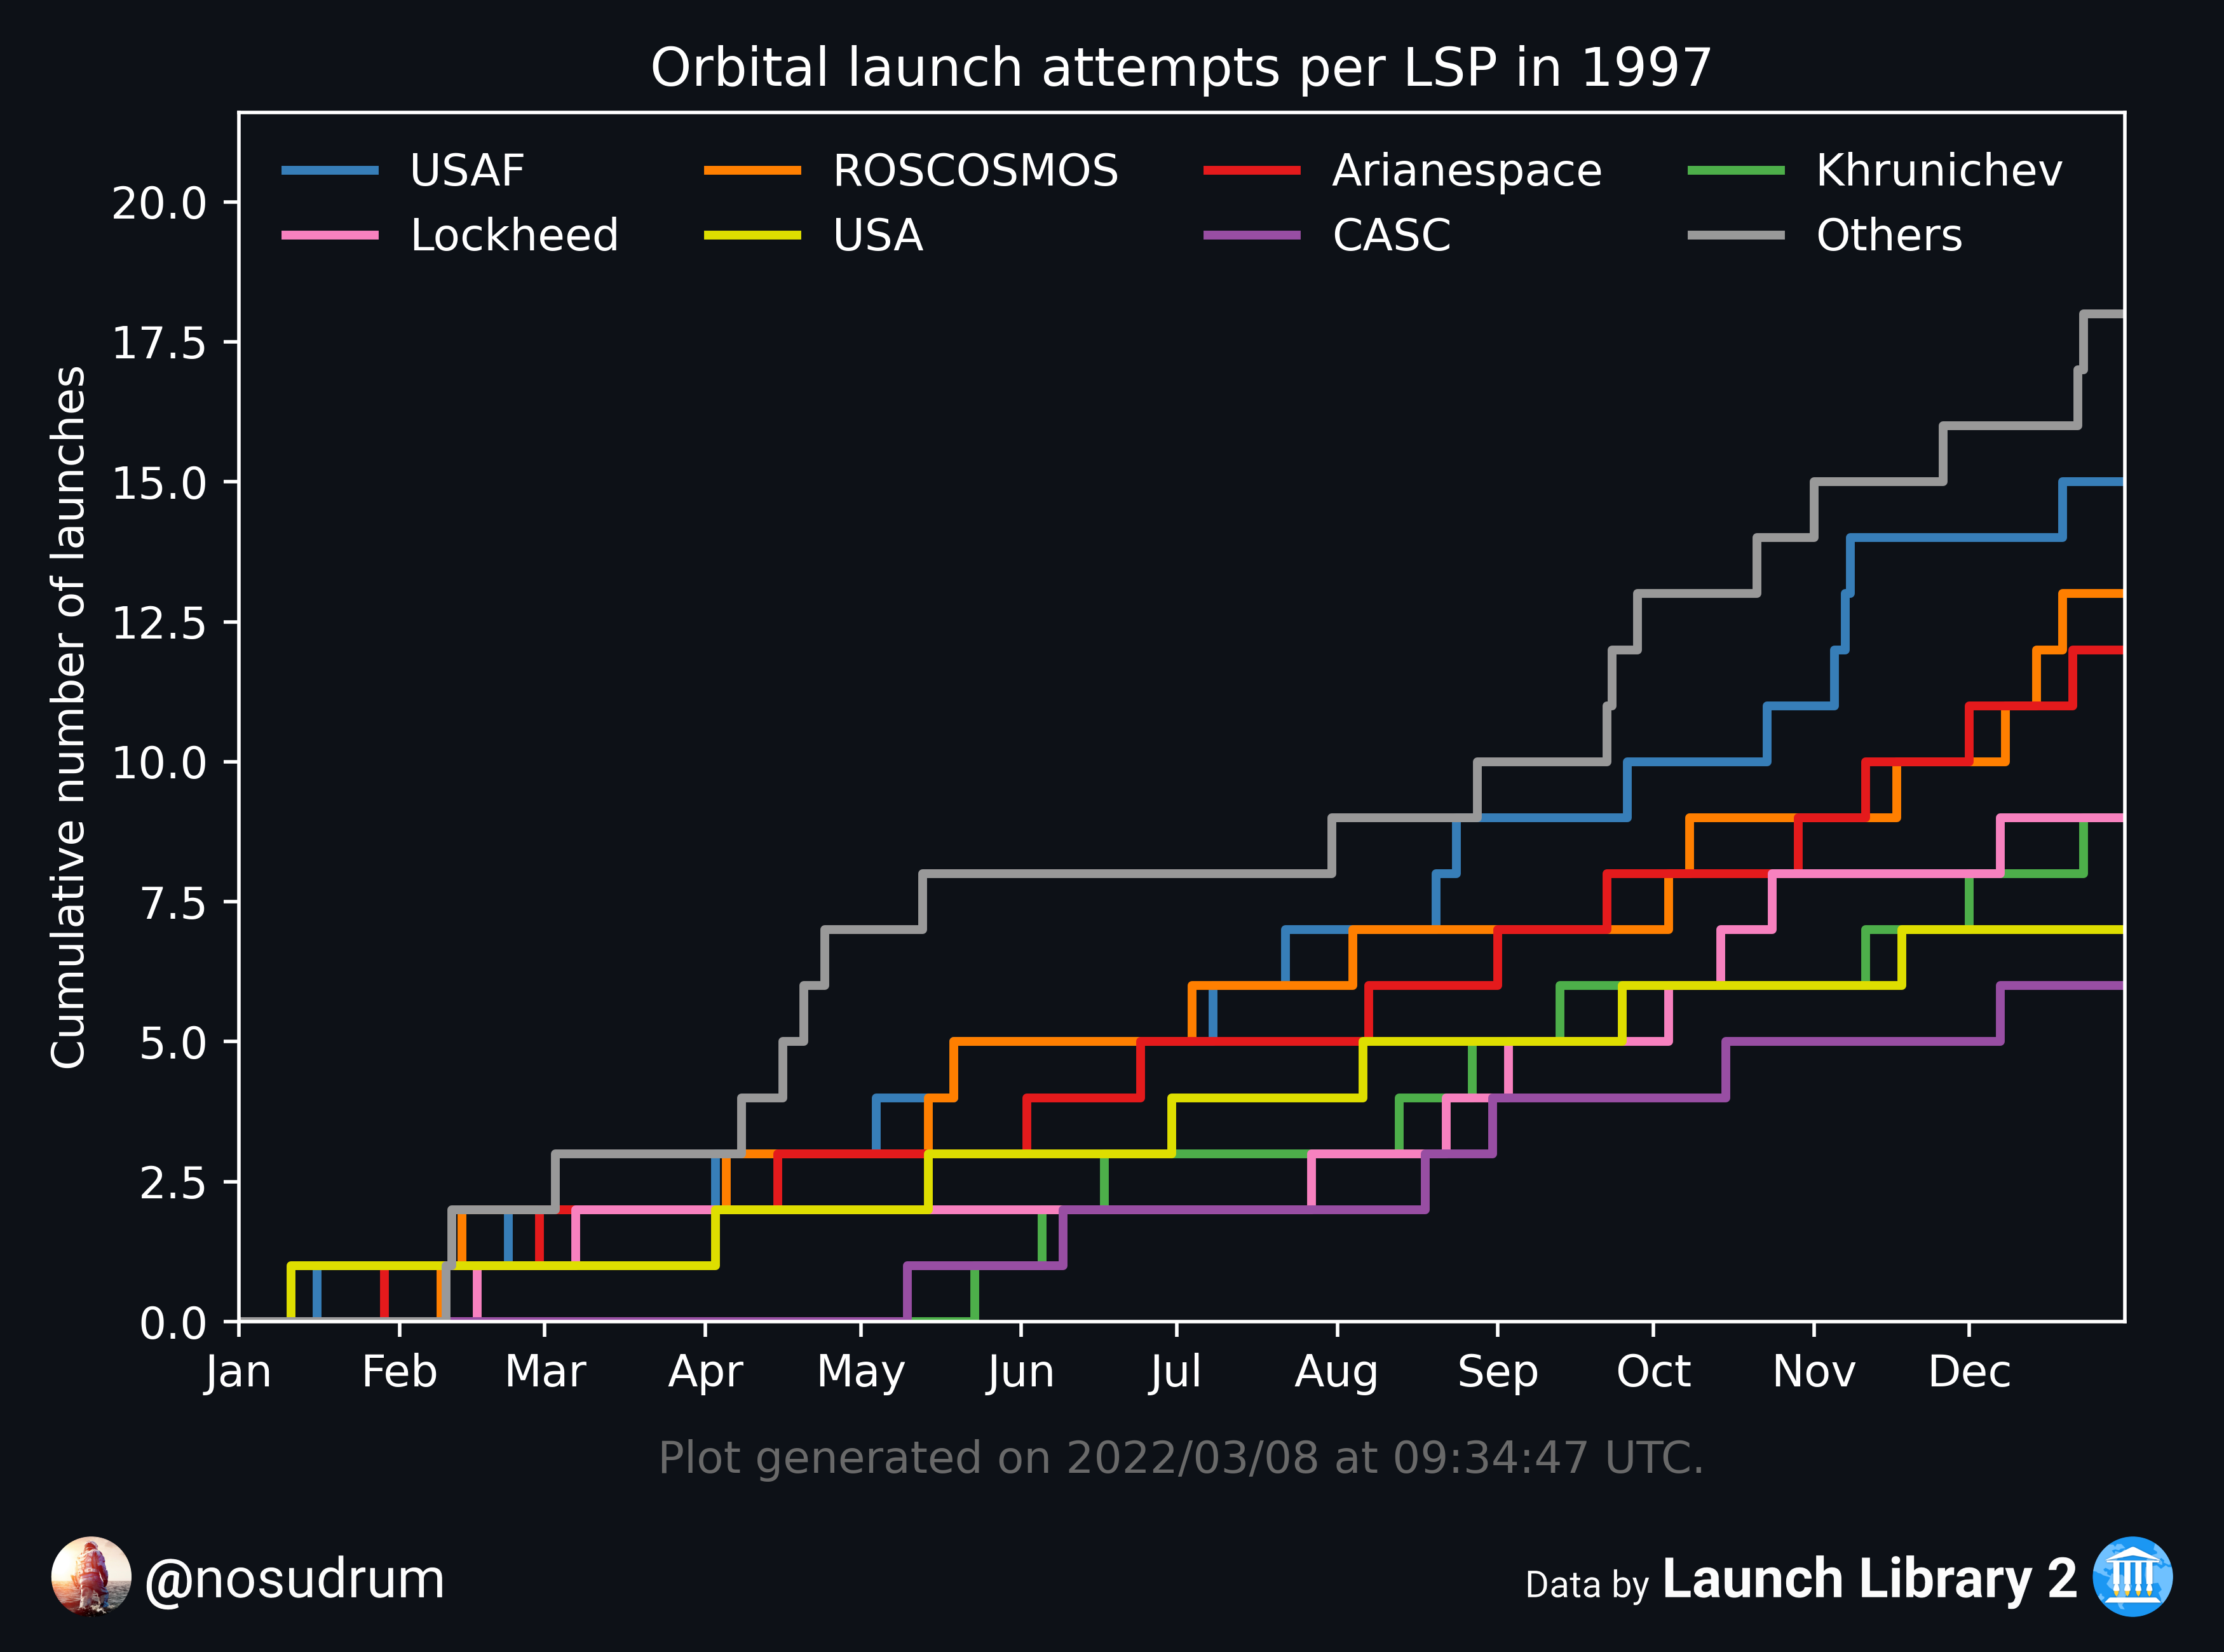 Orbital launch attempts per LSP in 1997
USAF ROSCOSMOS Arianespace Khrunichev
Lockheed USA CASC Others
Cumulative number of launches
20.0
17.5
15.0
12.5
10.0
7.5
5.0
2.5
0.0
Jan Feb Mar Apr May Jun Jul Aug Sep Oct Nov Dec
Plot generated on 2022/03/08 at 09:34:47 UTC.
@nosudrum
Data by Launch Library 2